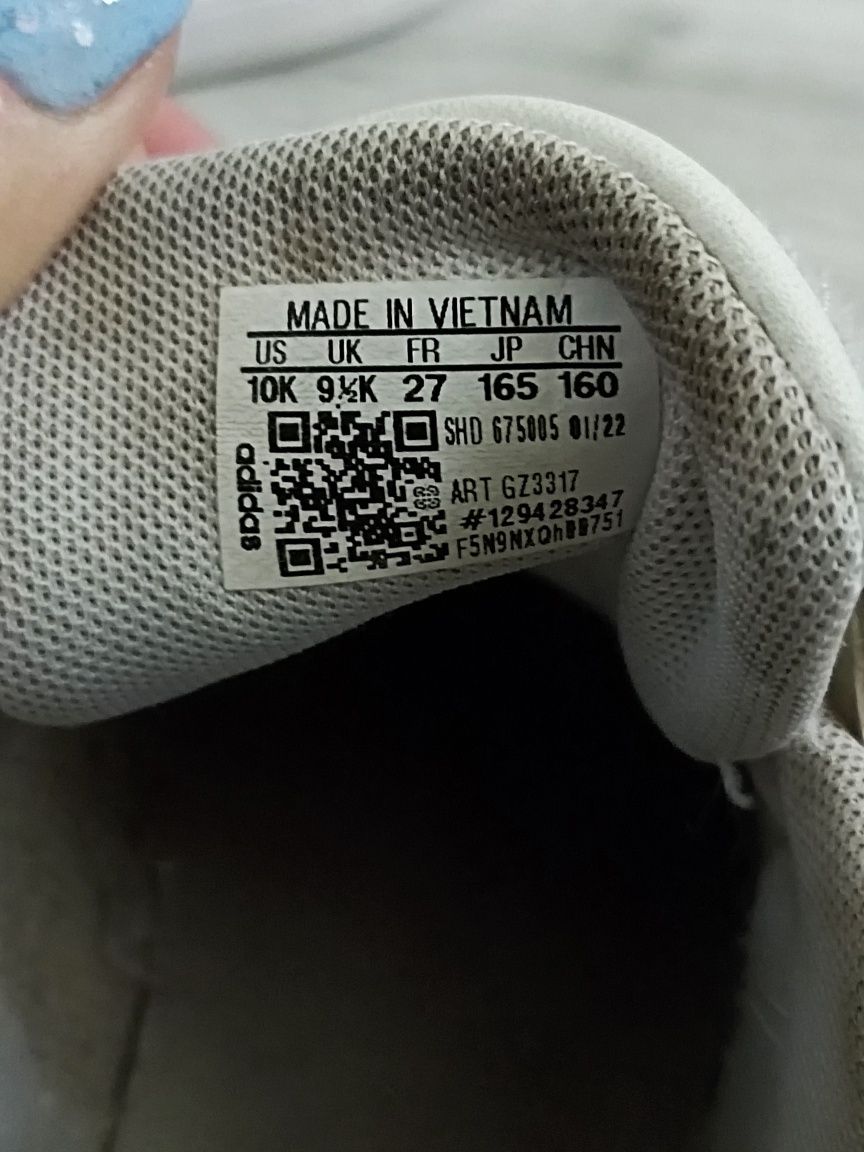 MADE IN VIETNAM
US UK FR JP CHN
10K 9½K 27 165 160
SHD 675005 01/22
adidas
ART GZ3317
#129428347